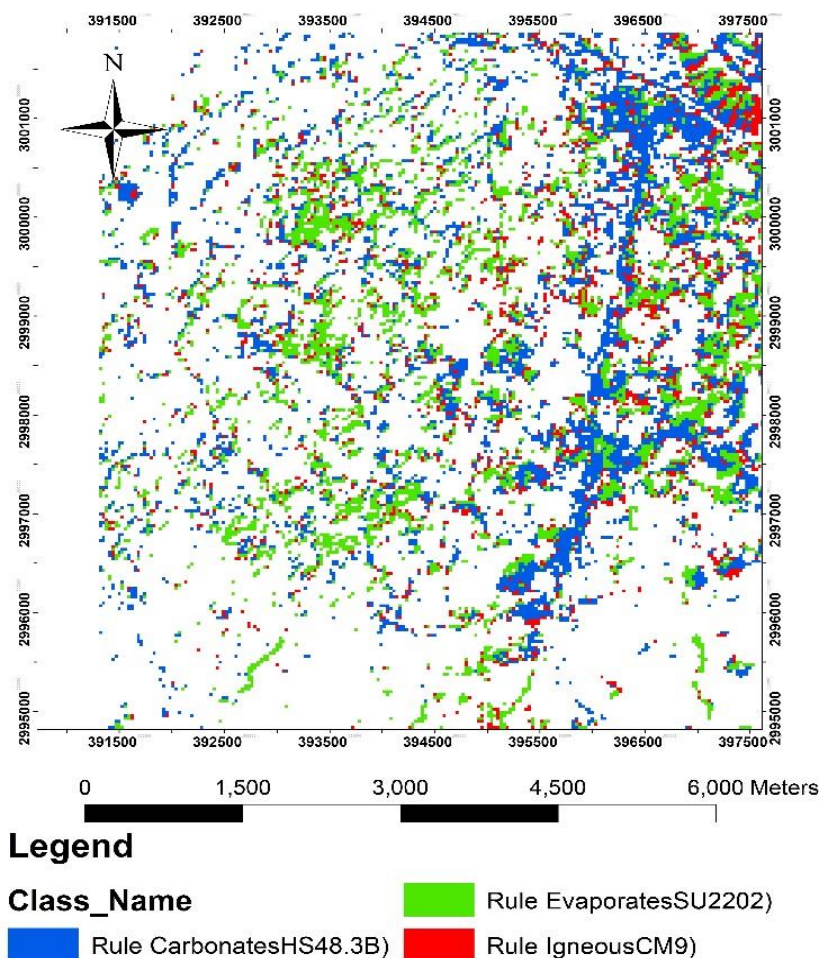 391500 392500 393500 394500 395500 396500 397500
N
3001000 3001000
3000000 3000000
2999000 2999000
2998000 2998000
2997000 2997000
2996000 2996000
2995000 2995000
391500 392500 393500 394500 395500 396500 397500
0 1,500 3,000 4,500 6,000 Meters
Legend
Class_Name
Rule EvaporatesSU2202)
Rule CarbonatesHS48.3B)
Rule IgneousCM9)